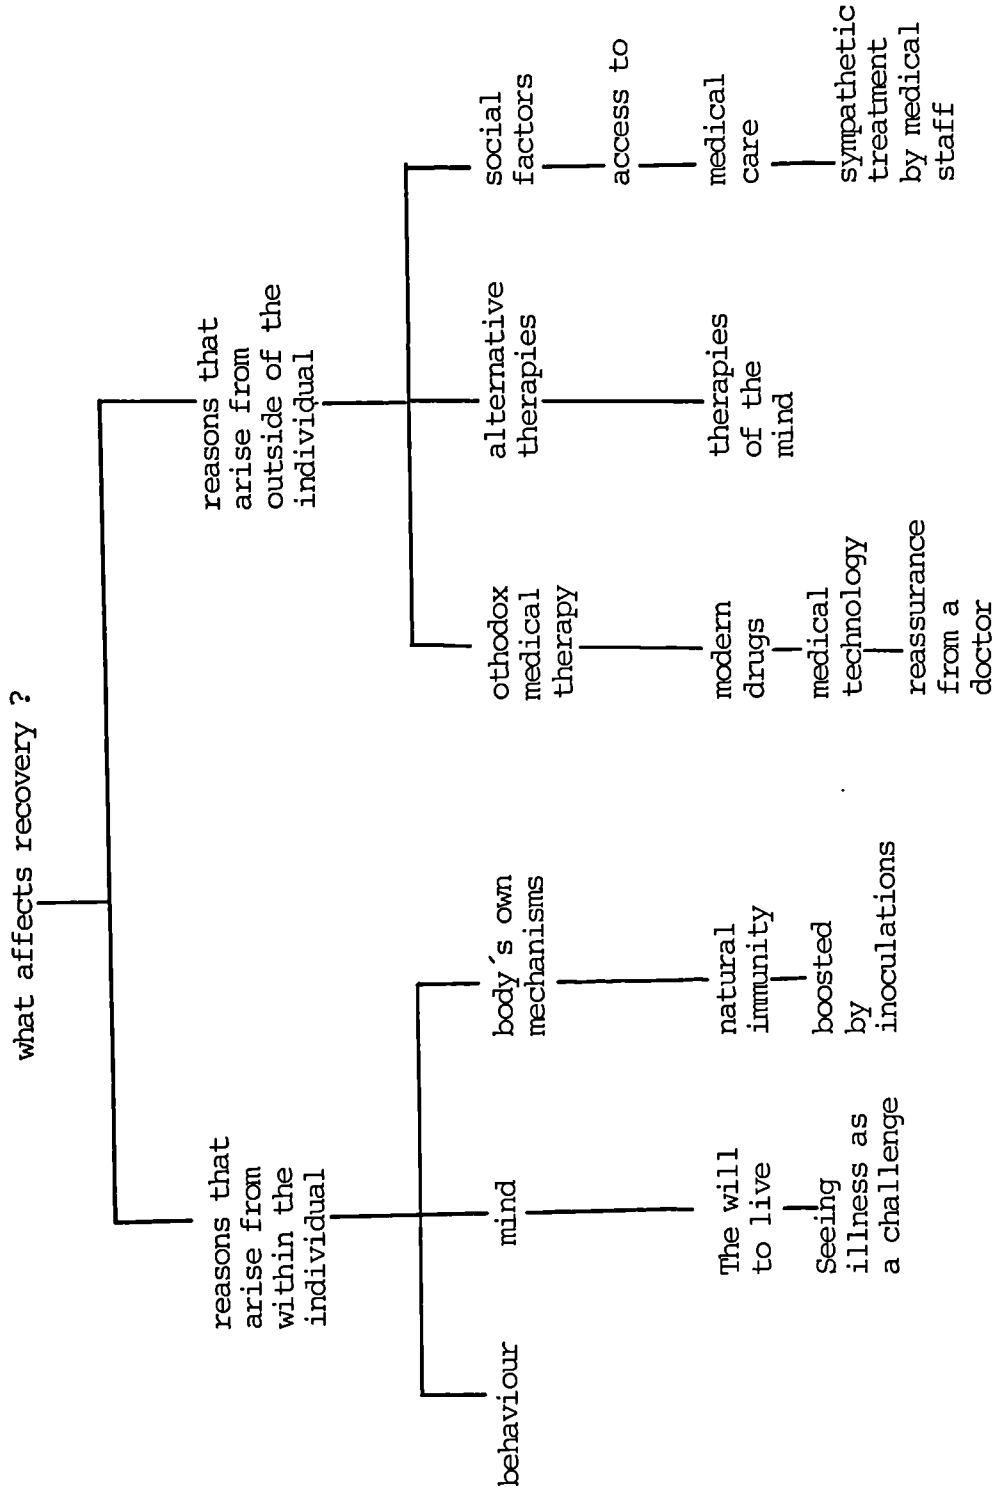 what affects recovery ?
reasons that
arise from
within the
individual
reasons that
arise from
outside of the
individual
behaviour
mind
body´s own
mechanisms
othodox
medical
therapy
alternative
therapies
social
factors
access to
The will
to live
Seeing
illness as
a challenge
natural
immunity
boosted
by
inoculations
modern
drugs
medical
technology
reassurance
from a
doctor
therapies
of the
mind
medical
care
sympathetic
treatment
by medical
staff